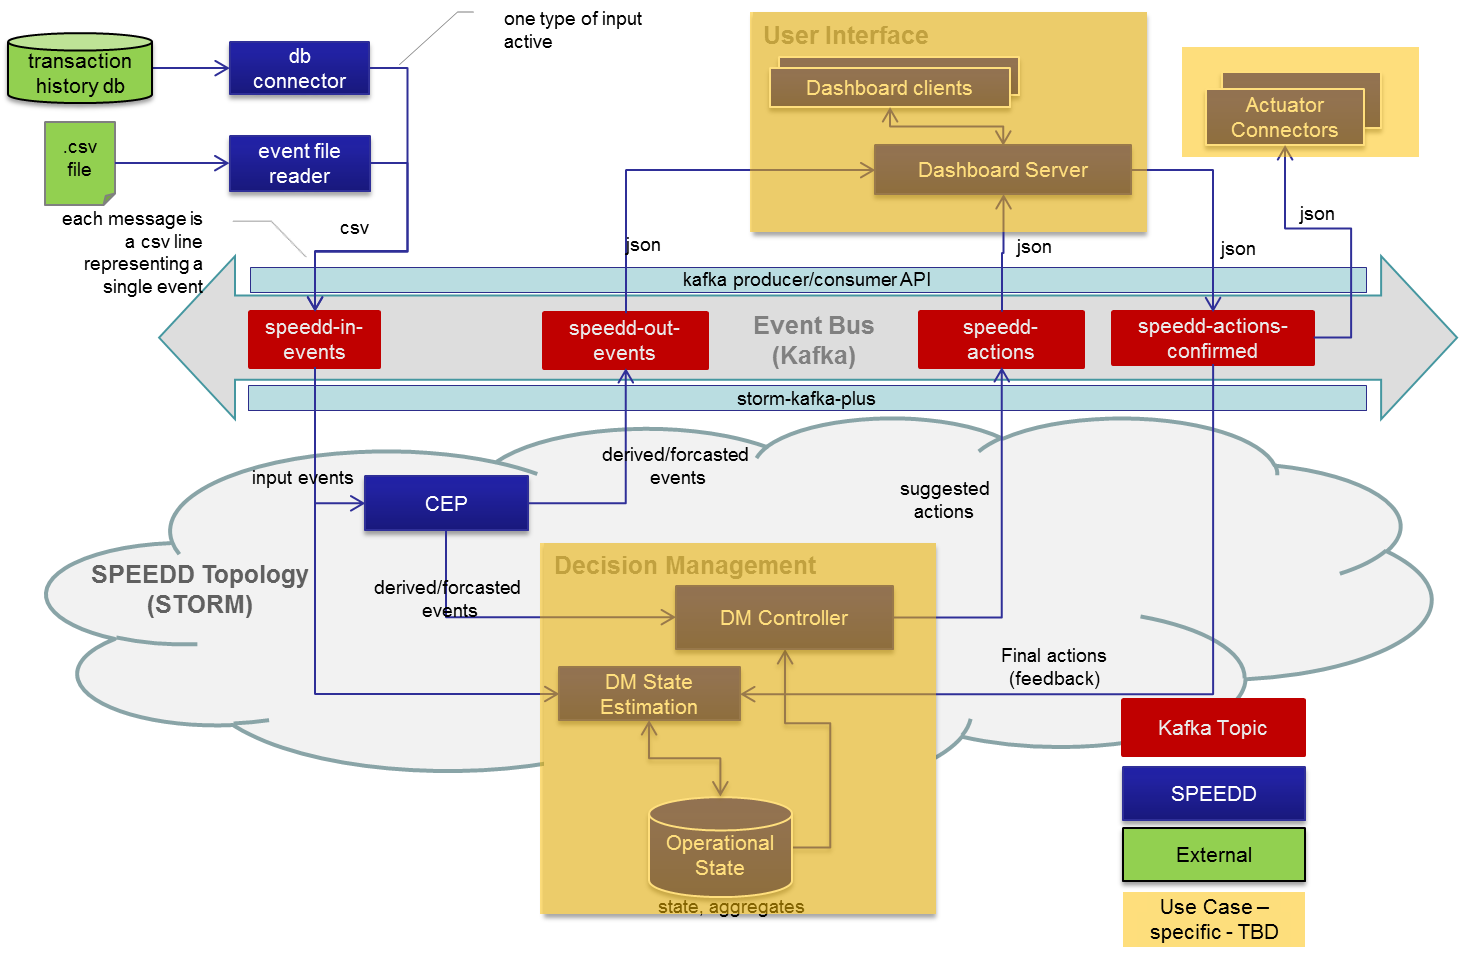 one type of input
active
transaction
history db
db
connector
User Interface
Dashboard clients
Actuator
Connectors
.csv
file
event file
reader
Dashboard Server
each message is
a csv line
representing a
single event
csv
json
json
json
json
kafka producer/consumer API
speedd-in-
events
speedd-out-
events
Event Bus
(Kafka)
speedd-
actions
speedd-actions-
confirmed
storm-kafka-plus
input events
CEP
derived/forcasted
events
suggested
actions
SPEEDD Topology
(STORM)
derived/forcasted
events
Decision Management
DM Controller
DM State
Estimation
Final actions
(feedback)
Operational
State
state, aggregates
Kafka Topic
SPEEDD
External
Use Case –
specific - TBD